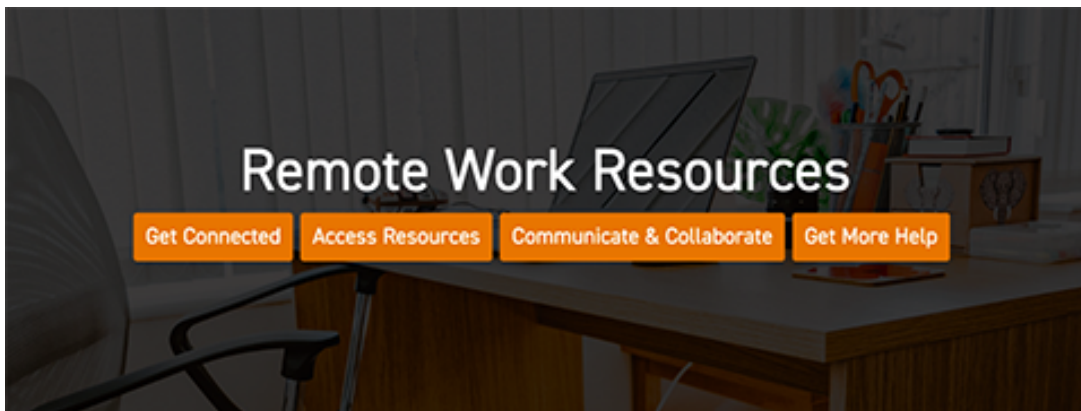 Remote Work Resources
Get Connected Access Resources Communicate & Collaborate Get More Help